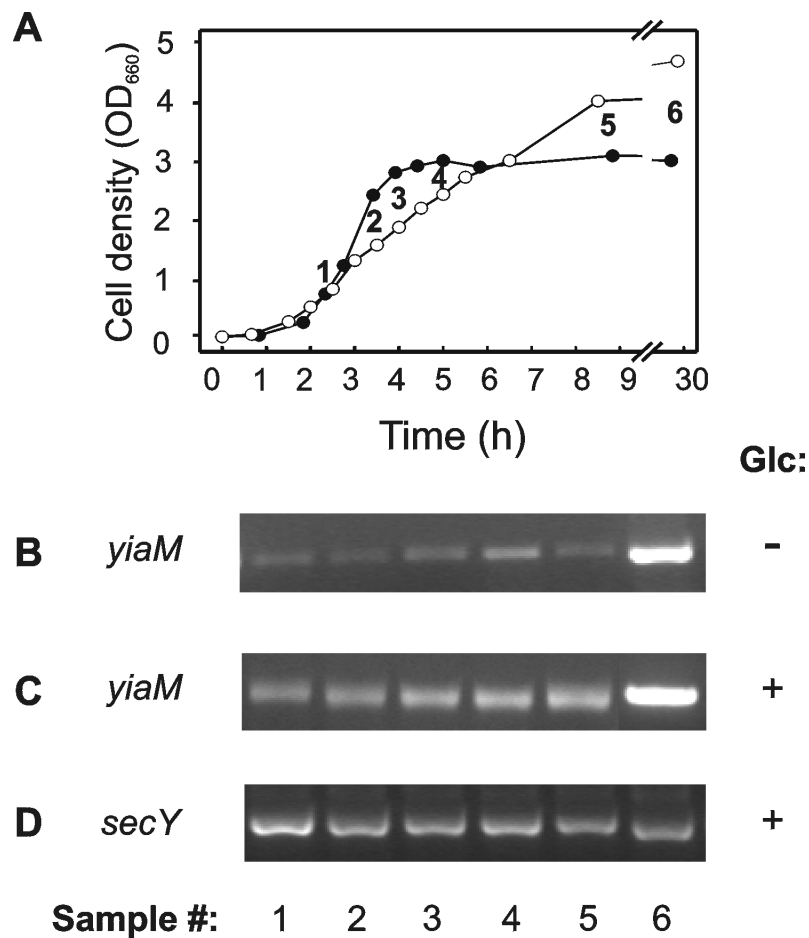 A
Cell density (OD660)
5
4
3
2
1
0
1
2
3
4
5
6
0 1 2 3 4 5 6 7 8 9 30
Time (h)
Glc:
B yiaM -
C yiaM +
D secY +
Sample #: 1 2 3 4 5 6